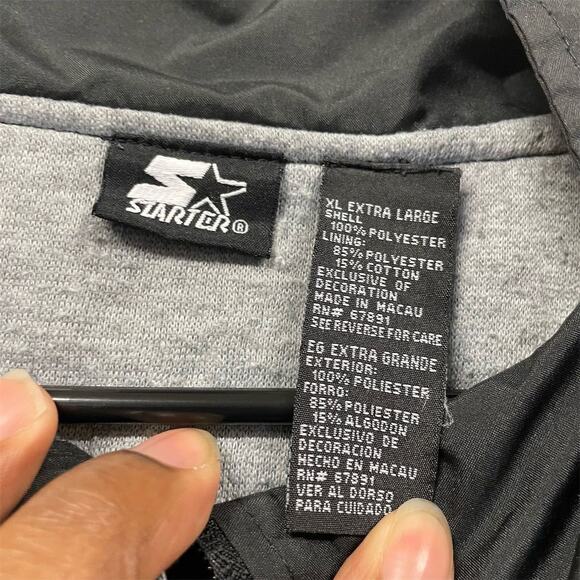 STARTER®
XL EXTRA LARGE
SHELL
100% POLYESTER
LINING:
85% POLYESTER
15% COTTON
EXCLUSIVE OF
DECORATION
MADE IN MACAU
RN# 67891
SEE REVERSE FOR CARE
EG EXTRA GRANDE
EXTERIOR:
100% POLIESTER
FORRO:
85% POLIESTER
15% ALGODON
EXCLUSIVO DE
DECORACION
HECHO EN MACAU
RN# 67891
VER AL DORSO
PARA CUIDADO